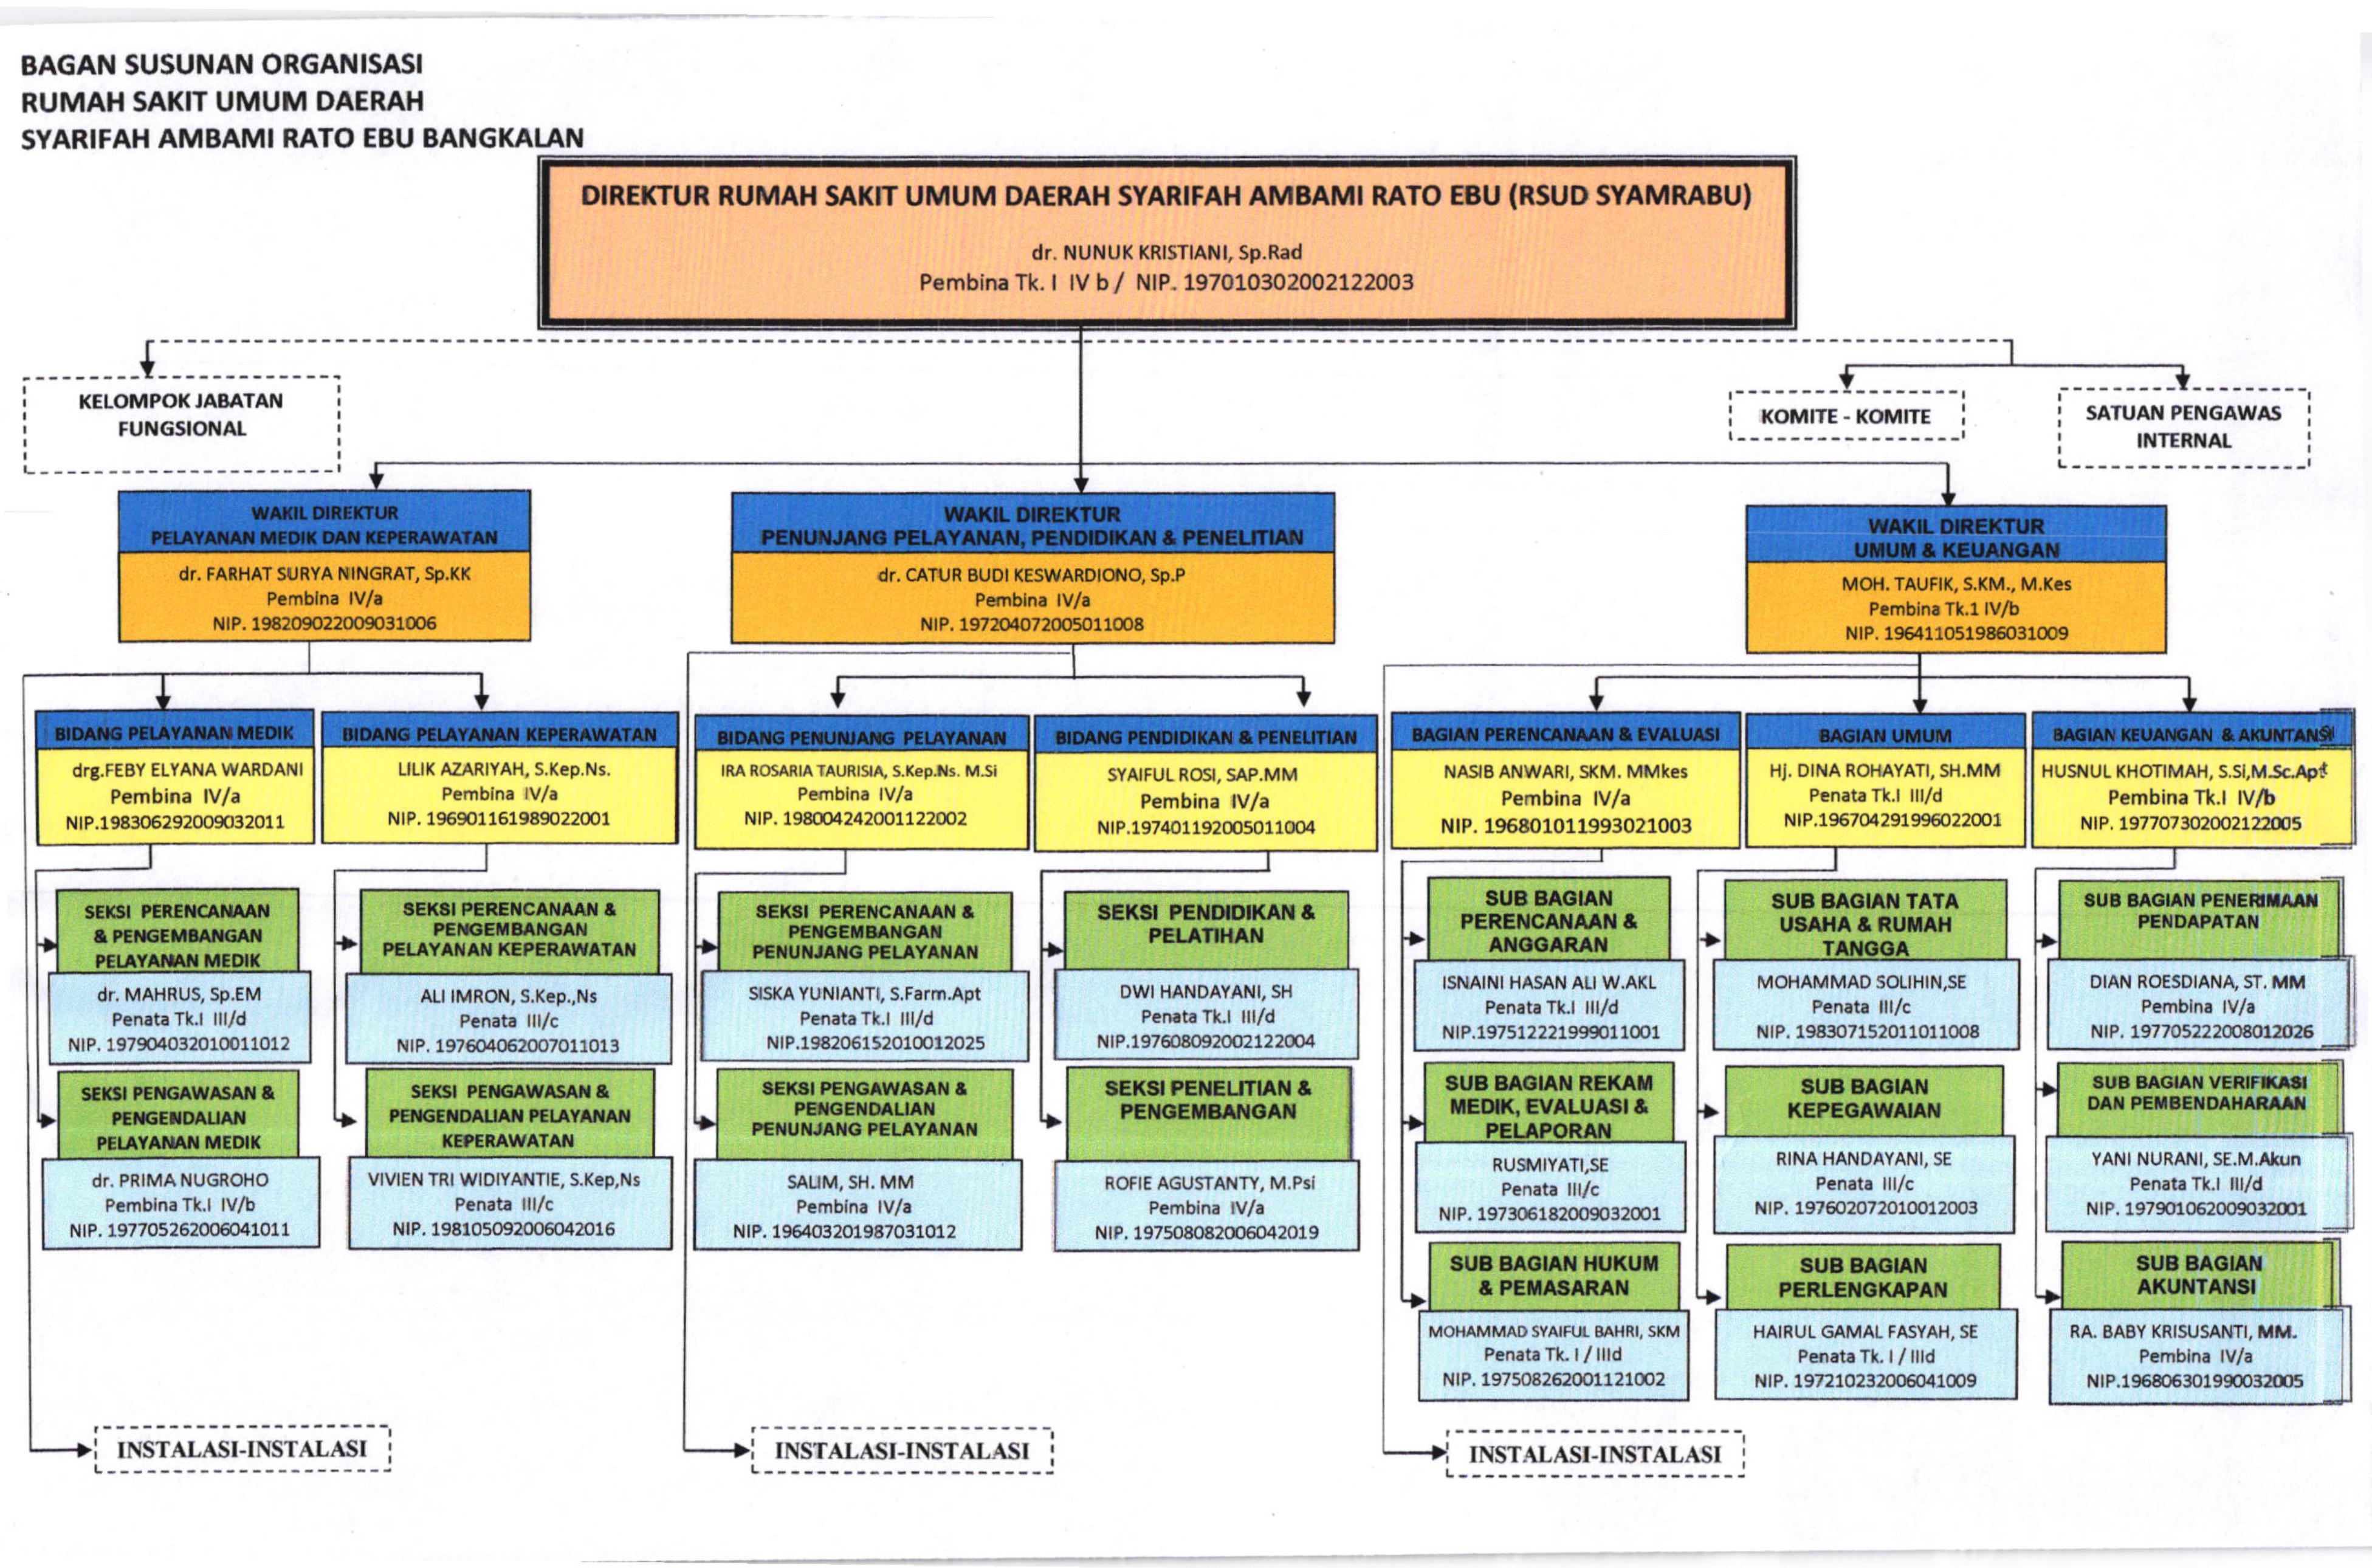 BAGAN SUSUNAN ORGANISASI
RUMAH SAKIT UMUM DAERAH
SYARIFAH AMBAMI RATO EBU BANGKALAN
DIREKTUR RUMAH SAKIT UMUM DAERAH SYARIFAH AMBAMI RATO EBU (RSUD SYAMRABU)
dr. NUNUK KRISTIANI, Sp.Rad
Pembina Tk. I IV b / NIP. 197010302002122003
KELOMPOK JABATAN
FUNGSIONAL
KOMITE - KOMITE
SATUAN PENGAWAS
INTERNAL
WAKIL DIREKTUR
PELAYANAN MEDIK DAN KEPERAWATAN
dr. FARHAT SURYA NINGRAT, Sp.KK
Pembina IV/a
NIP. 198209022009031006
WAKIL DIREKTUR
PENUNJANG PELAYANAN, PENDIDIKAN & PENELITIAN
dr. CATUR BUDI KESWARDIONO, Sp.P
Pembina IV/a
NIP. 197204072005011008
WAKIL DIREKTUR
UMUM & KEUANGAN
MOH. TAUFIK, S.KM., M.Kes
Pembina Tk.1 IV/b
NIP. 196411051986031009
BIDANG PELAYANAN MEDIK
drg.FEBY ELYANA WARDANI
Pembina IV/a
NIP.198306292009032011
BIDANG PELAYANAN KEPERAWATAN
LILIK AZARIYAH, S.Kep.Ns.
Pembina IV/a
NIP. 196901161989022001
BIDANG PENUNJANG PELAYANAN
IRA ROSARIA TAURISIA, S.Kep.Ns. M.Si
Pembina IV/a
NIP. 198004242001122002
BIDANG PENDIDIKAN & PENELITIAN
SYAIFUL ROSI, SAP.MM
Pembina IV/a
NIP.197401192005011004
BAGIAN PERENCANAAN & EVALUASI
NASIB ANWARI, SKM. MMkes
Pembina IV/a
NIP. 196801011993021003
BAGIAN UMUM
Hj. DINA ROHAYATI, SH.MM
Penata Tk.I III/d
NIP.196704291996022001
BAGIAN KEUANGAN & AKUNTANSI
HUSNUL KHOTIMAH, S.Si,M.Sc.Apt
Pembina Tk.I IV/b
NIP. 197707302002122005
SEKSI PERENCANAAN
& PENGEMBANGAN
PELAYANAN MEDIK
dr. MAHRUS, Sp.EM
Penata Tk.I III/d
NIP. 197904032010011012
SEKSI PENGAWASAN &
PENGENDALIAN
PELAYANAN MEDIK
dr. PRIMA NUGROHO
Pembina Tk.I IV/b
NIP. 197705262006041011
SEKSI PERENCANAAN &
PENGEMBANGAN
PELAYANAN KEPERAWATAN
ALI IMRON, S.Kep.,Ns
Penata III/c
NIP. 197604062007011013
SEKSI PENGAWASAN &
PENGENDALIAN PELAYANAN
KEPERAWATAN
VIVIEN TRI WIDIYANTIE, S.Kep,Ns
Penata III/c
NIP. 198105092006042016
SEKSI PERENCANAAN &
PENGEMBANGAN
PENUNJANG PELAYANAN
SISKA YUNIANTI, S.Farm.Apt
Penata Tk.I III/d
NIP.198206152010012025
SEKSI PENGAWASAN &
PENGENDALIAN
PENUNJANG PELAYANAN
SALIM, SH. MM
Pembina IV/a
NIP. 196403201987031012
SEKSI PENDIDIKAN &
PELATIHAN
DWI HANDAYANI, SH
Penata Tk.I III/d
NIP.197608092002122004
SEKSI PENELITIAN &
PENGEMBANGAN
ROFIE AGUSTANTY, M.Psi
Pembina IV/a
NIP. 197508082006042019
SUB BAGIAN
PERENCANAAN &
ANGGARAN
ISNAINI HASAN ALI W.AKL
Penata Tk.I III/d
NIP.197512221999011001
SUB BAGIAN REKAM
MEDIK, EVALUASI &
PELAPORAN
RUSMIYATI,SE
Penata III/c
NIP. 197306182009032001
SUB BAGIAN HUKUM
& PEMASARAN
MOHAMMAD SYAIFUL BAHRI, SKM
Penata Tk. I / IIId
NIP. 197508262001121002
SUB BAGIAN TATA
USAHA & RUMAH
TANGGA
MOHAMMAD SOLIHIN,SE
Penata III/c
NIP. 198307152011011008
SUB BAGIAN
KEPEGAWAIAN
RINA HANDAYANI, SE
Penata III/c
NIP. 197602072010012003
SUB BAGIAN
PERLENGKAPAN
HAIRUL GAMAL FASYAH, SE
Penata Tk. I / IIId
NIP. 197210232006041009
SUB BAGIAN PENERIMAAN
PENDAPATAN
DIAN ROESDIANA, ST. MM
Pembina IV/a
NIP. 197705222008012026
SUB BAGIAN VERIFIKASI
DAN PEMBENDAHARAAN
YANI NURANI, SE.M.Akun
Penata Tk.I III/d
NIP. 197901062009032001
SUB BAGIAN
AKUNTANSI
RA. BABY KRISUSANTI, MM.
Pembina IV/a
NIP.196806301990032005
INSTALASI-INSTALASI
INSTALASI-INSTALASI
INSTALASI-INSTALASI